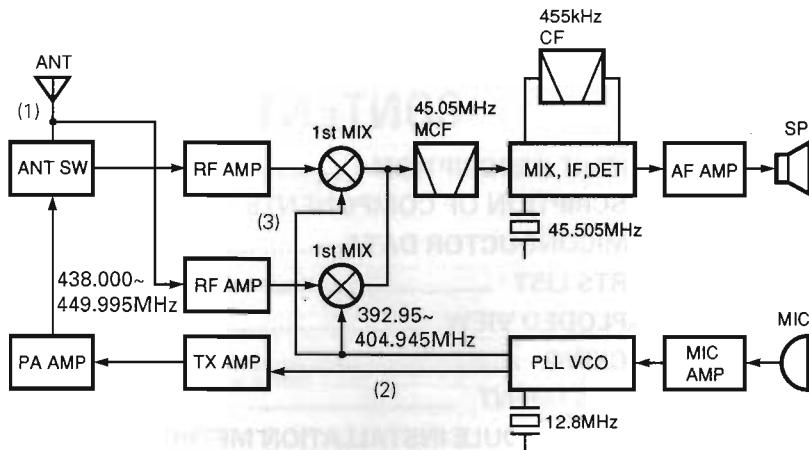 455kHz
CF
ANT
(1)
45.05MHz
MCF
1st MIX
SP
ANT SW
RF AMP
MIX, IF,DET
AF AMP
(3)
45.505MHz
1st MIX
438.000~
449.995MHz
RF AMP
392.95~
404.945MHz
MIC
PA AMP
TX AMP
PLL VCO
MIC
AMP
(2)
12.8MHz